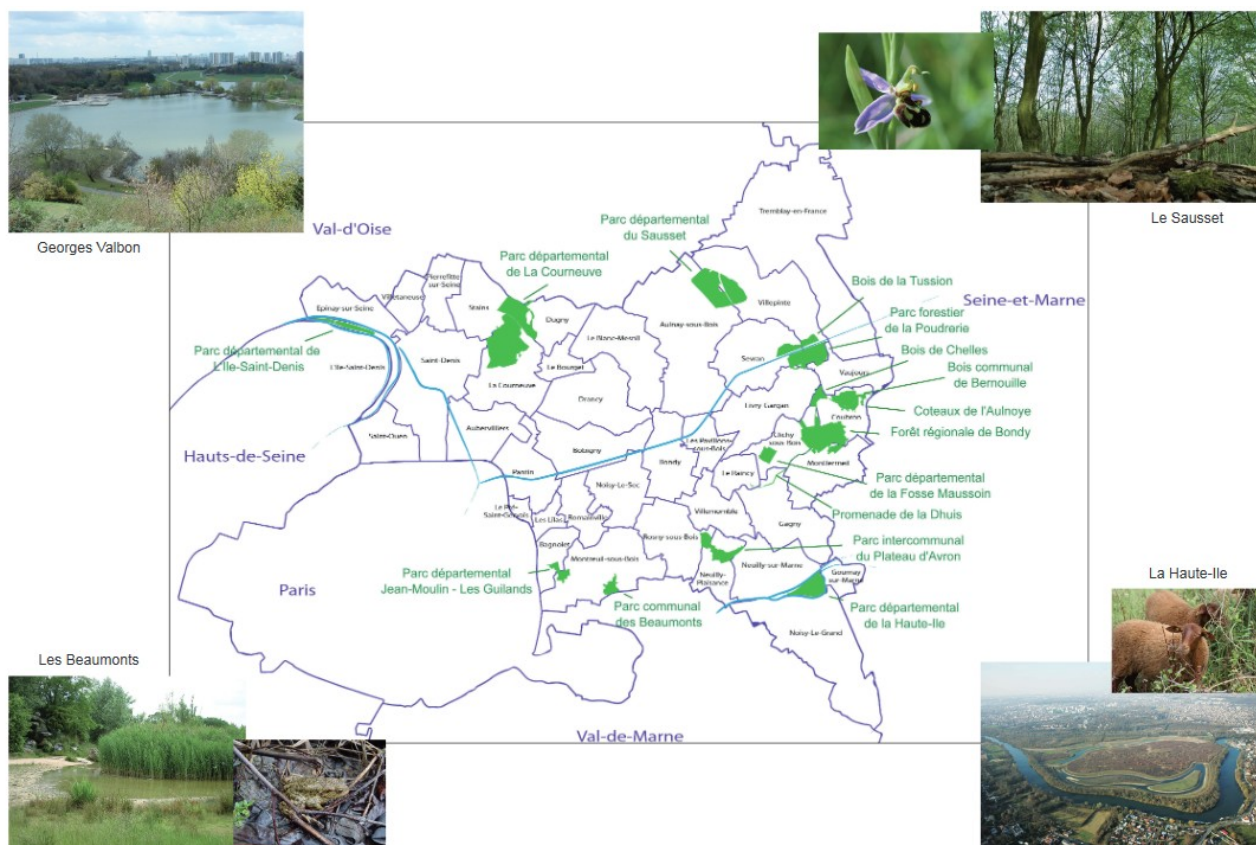 Georges Valbon
Le Sausset
Val-d'Oise
Parc départemental
du Sausset
Tremblay-en-France
Parc départemental
de La Courneuve
Pierrefitte
sur-Seine
Villetaneuse
Stains
Epinay-sur-Seine
Dugny
Villepinte
Bois de la Tussion
Seine-et-Marne
Parc forestier
de la Poudrerie
Aulnay-sous-Bois
Le Blanc-Mesnil
Parc départemental de
L'Ile-Saint-Denis
L'Ile-Saint-Denis
Saint-Denis
Le Bourget
Sevran
Bois de Chelles
Vaujours
Bois communal
de Bernouille
La Courneuve
Drancy
Livry-Gargan
Coubron
Coteaux de l'Aulnoye
Saint-Ouen
Aubervilliers
Forêt régionale de Bondy
Hauts-de-Seine
Bobigny
Les Pavillons-
sous-Bois
Clichy
sous-Bois
Montfermeil
Pantin
Bondy
Le Raincy
Parc départemental
de la Fosse Maussoin
Noisy-Le-Sec
Le Pré-
Saint-Gervais
Les Lilas
Romainville
Villemomble
Promenade de la Dhuis
Gagny
Bagnolet
Rosny-sous-Bois
Parc intercommunal
du Plateau d'Avron
Montreuil-sous-Bois
Neuilly-sur-Marne
Gournay
sur-Marne
Parc départemental
Jean-Moulin - Les Guilands
Neuilly-
Plaisance
La Haute-Ile
Paris
Parc communal
des Beaumonts
Parc départemental
de la Haute-Ile
Noisy-Le-Grand
Les Beaumonts
Val-de-Marne